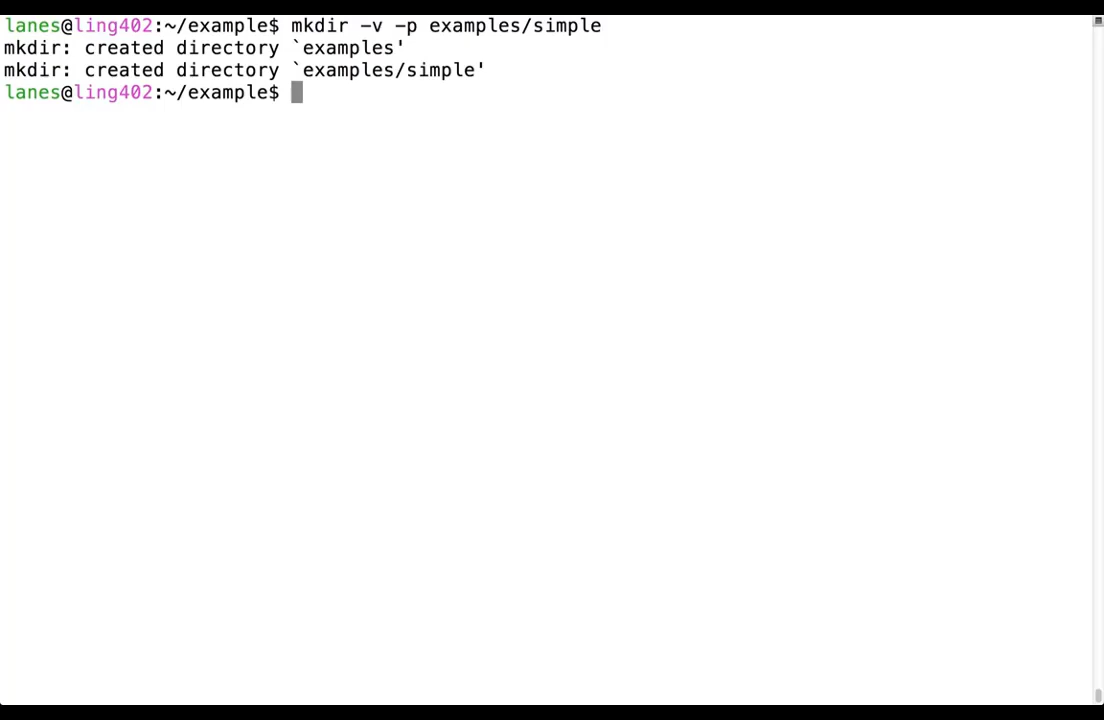 lanes@ling402:~/example$ mkdir -v -p examples/simple
mkdir: created directory `examples'
mkdir: created directory `examples/simple'
lanes@ling402:~/example$